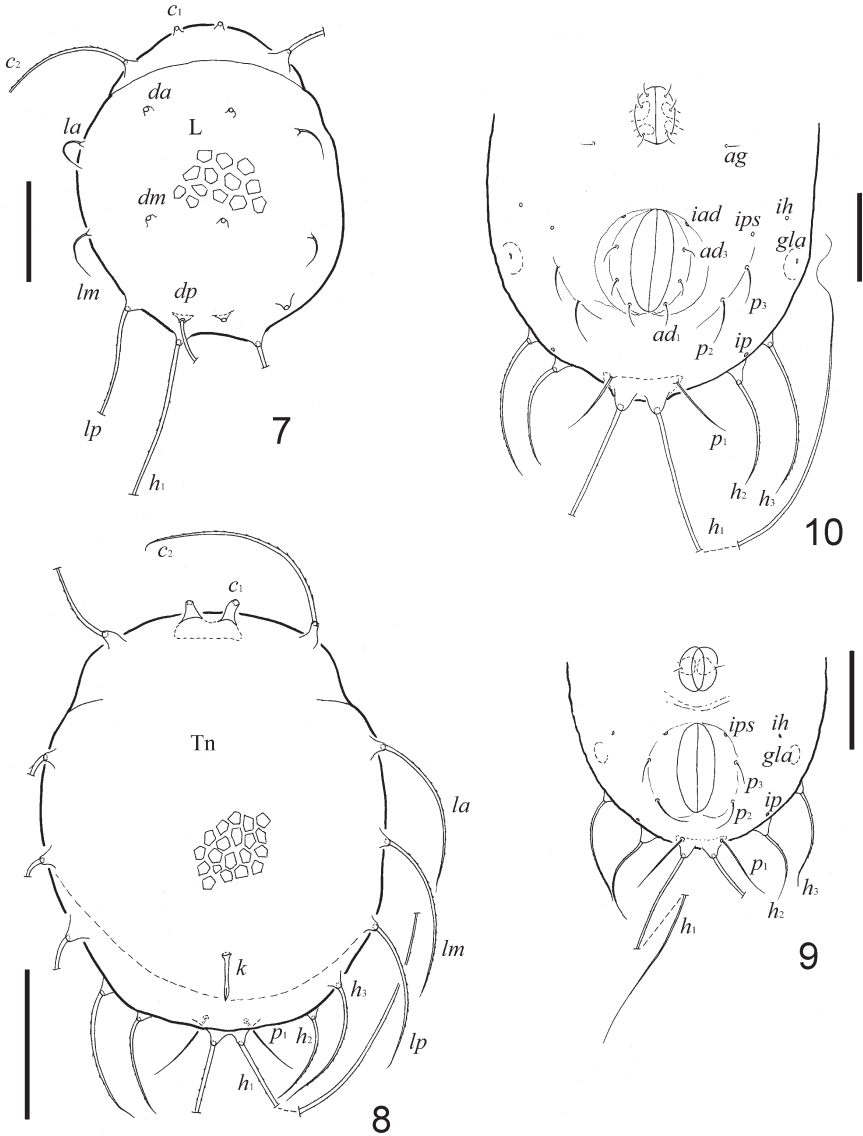 c1
c2
da
la
L
dm
lm
dp
lp
7
h1
ag
iad
ips
ih
gla
ad3
p3
ad1
p2
ip
p1
h2
h3
h1
10
c2
c1
Tn
la
lm
k
h3
p1
h2
lp
h1
8
ips
ih
gla
p3
ip
p2
p1
h3
h2
h1
9